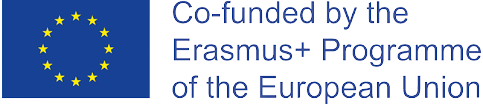 Co-funded by the
Erasmus+ Programme
of the European Union